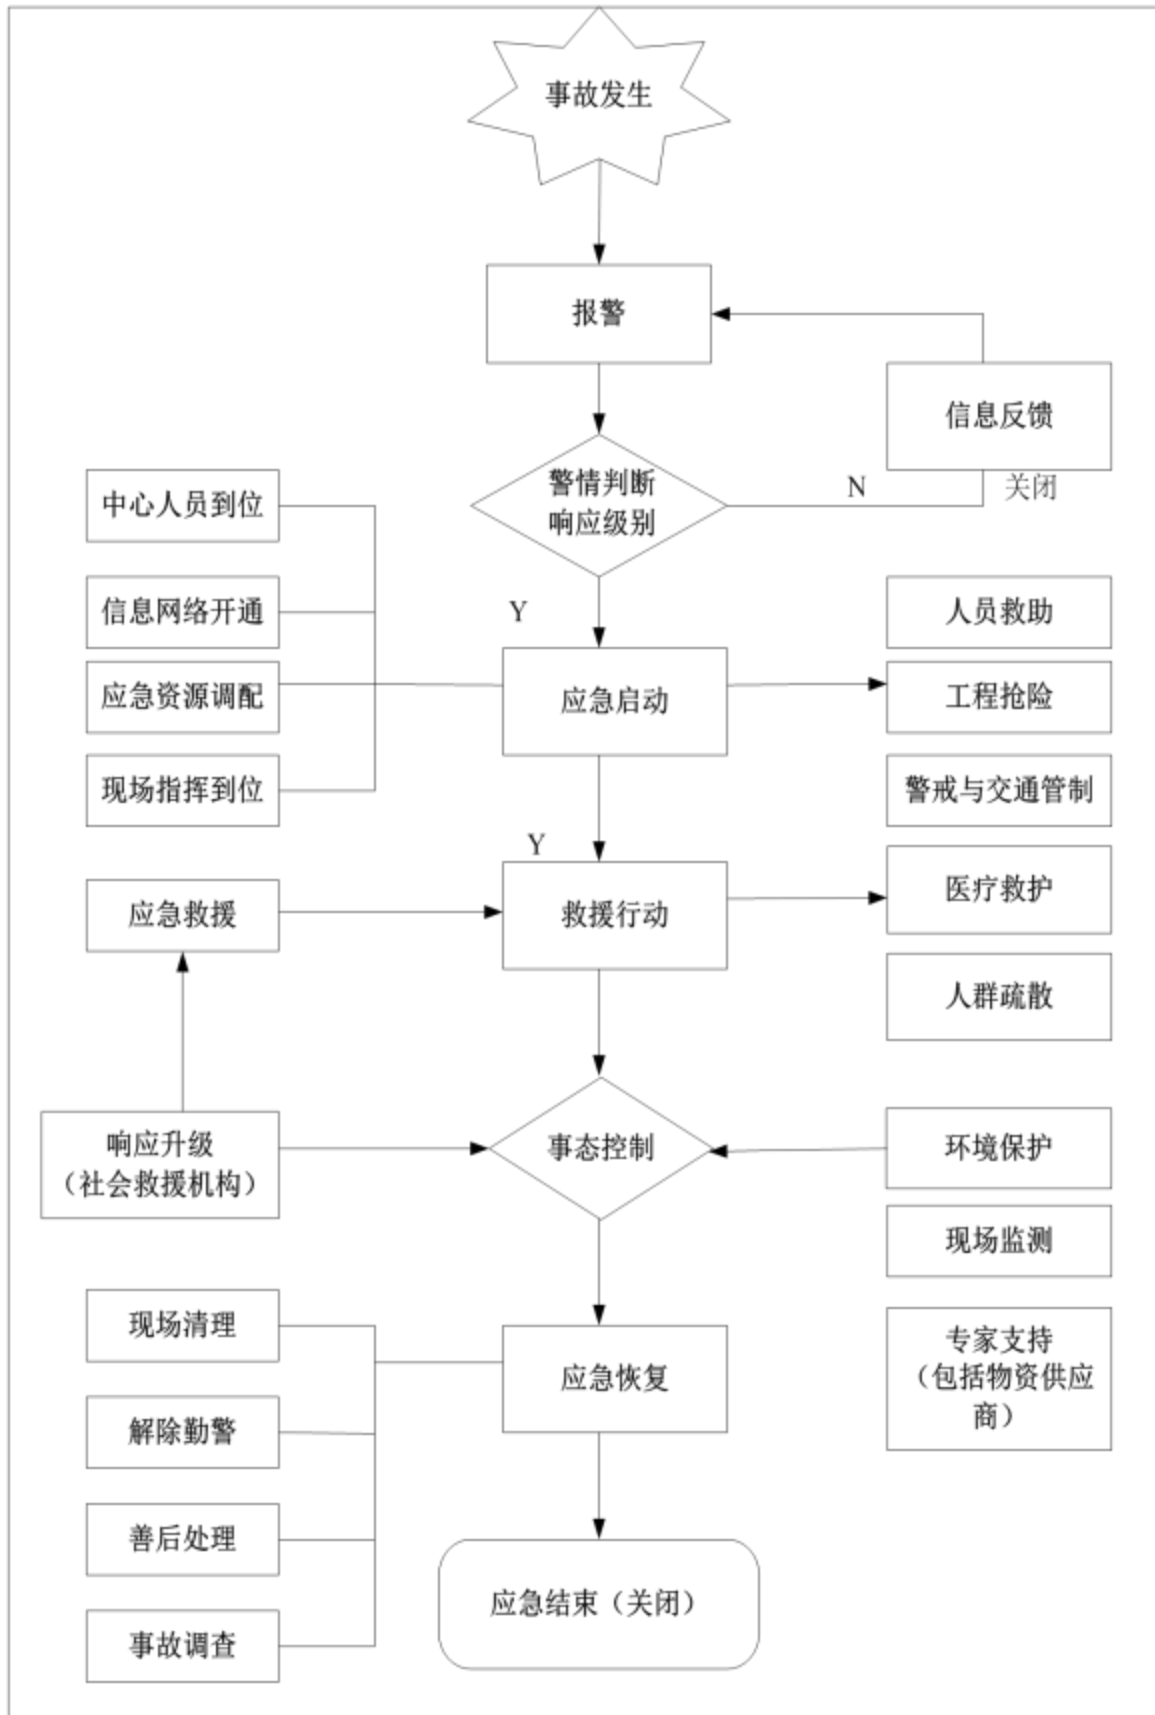 事故发生
报警
信息反馈
警情判断
响应级别
N
关闭
中心人员到位
Y
信息网络开通
人员救助
应急资源调配
应急启动
工程抢险
现场指挥到位
警戒与交通管制
Y
应急救援
救援行动
医疗救护
人群疏散
响应升级
（社会救援机构）
事态控制
环境保护
现场监测
现场清理
应急恢复
专家支持
（包括物资供应
商）
解除勤警
善后处理
应急结束（关闭）
事故调查